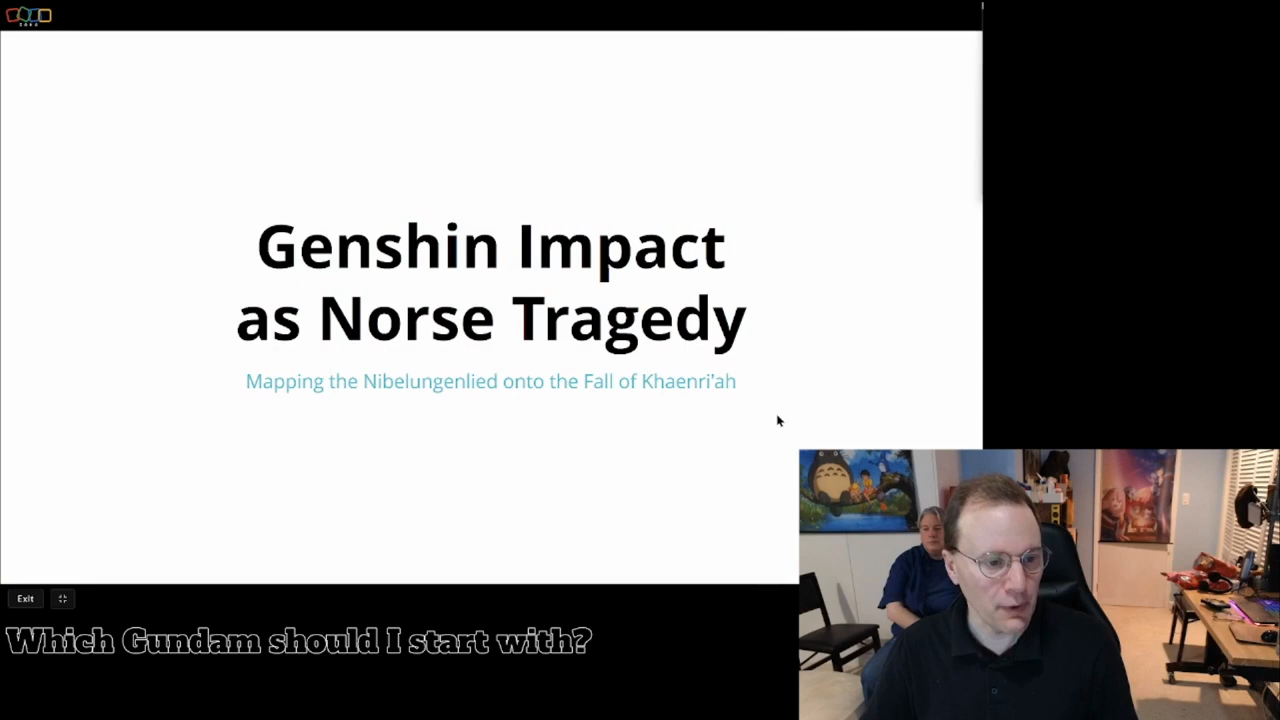 Genshin Impact
as Norse Tragedy
Mapping the Nibelungenlied onto the Fall of Khaenri'ah
Exit
Which Gundam should I start with?